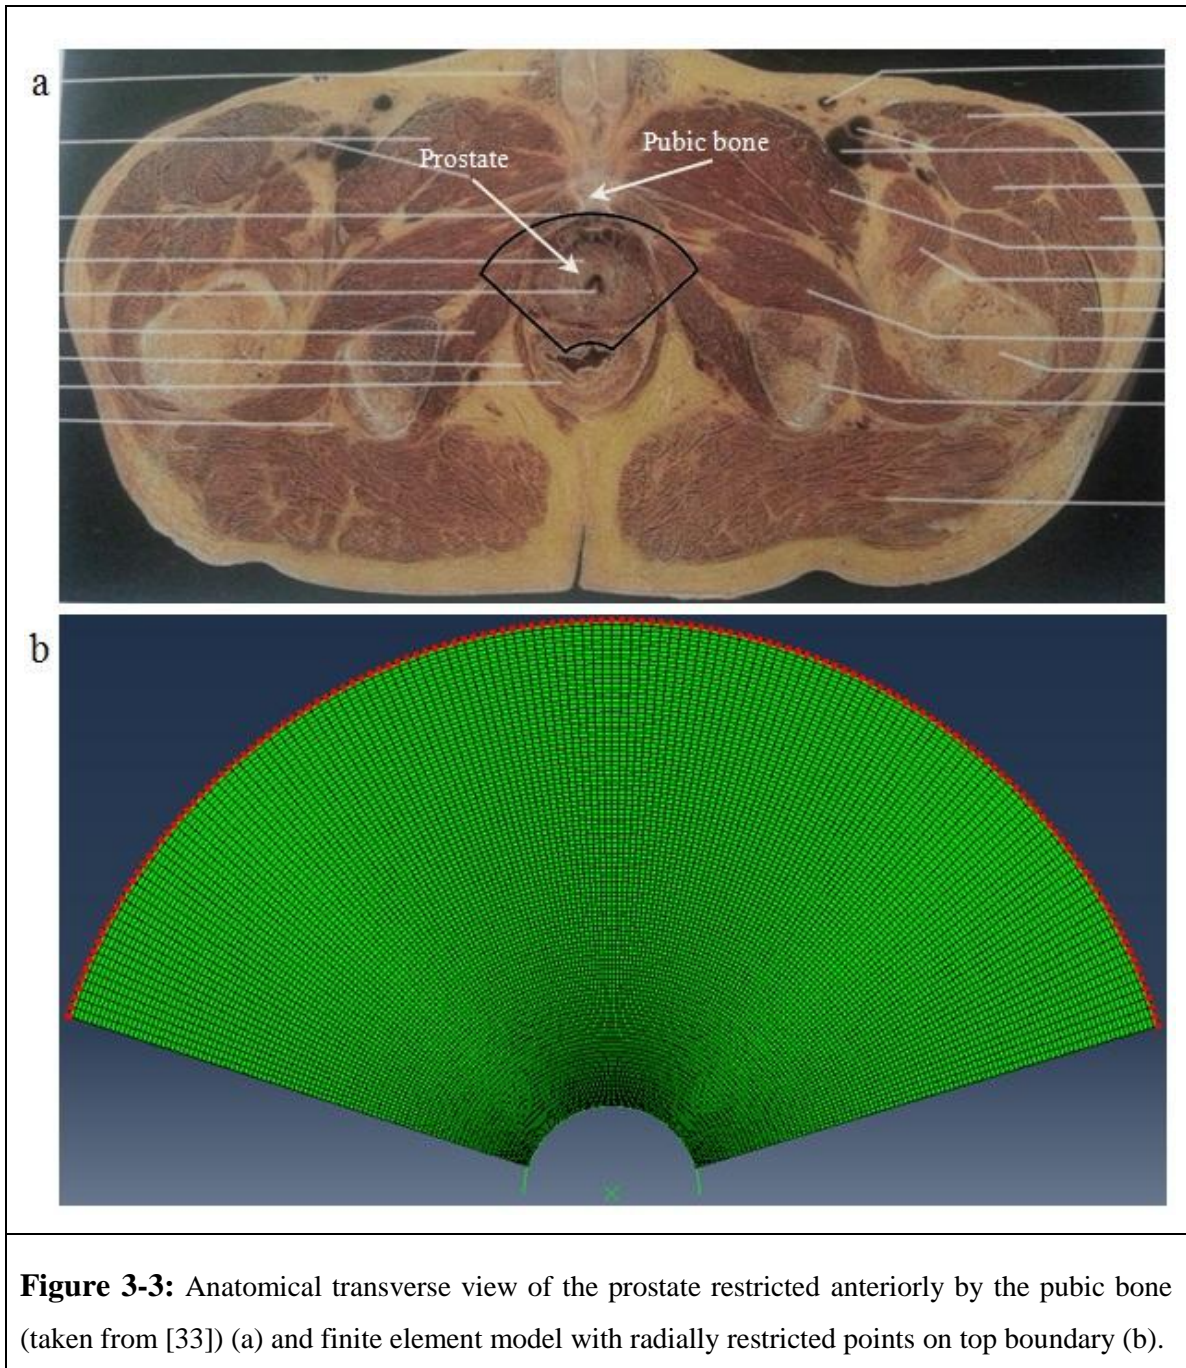 a
Prostate
Pubic bone
b
Figure 3-3: Anatomical transverse view of the prostate restricted anteriorly by the pubic bone
(taken from [33]) (a) and finite element model with radially restricted points on top boundary (b).